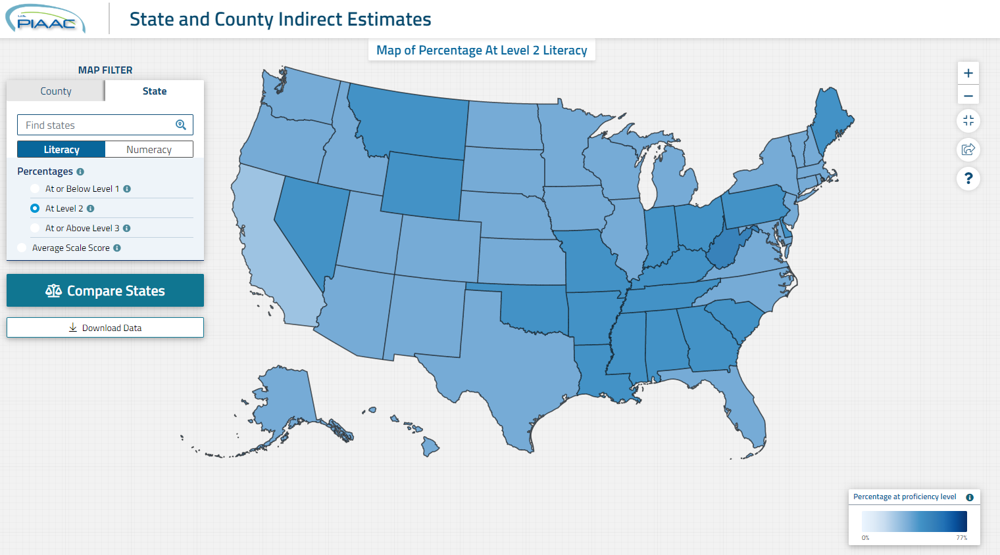 U.S.
PIAAC
State and County Indirect Estimates
Map of Percentage At Level 2 Literacy
MAP FILTER
County
State
Find states
Literacy
Numeracy
Percentages
At or Below Level 1
At Level 2
At or Above Level 3
Average Scale Score
Compare States
Download Data
+
−
?
Percentage at proficiency level
0%
77%